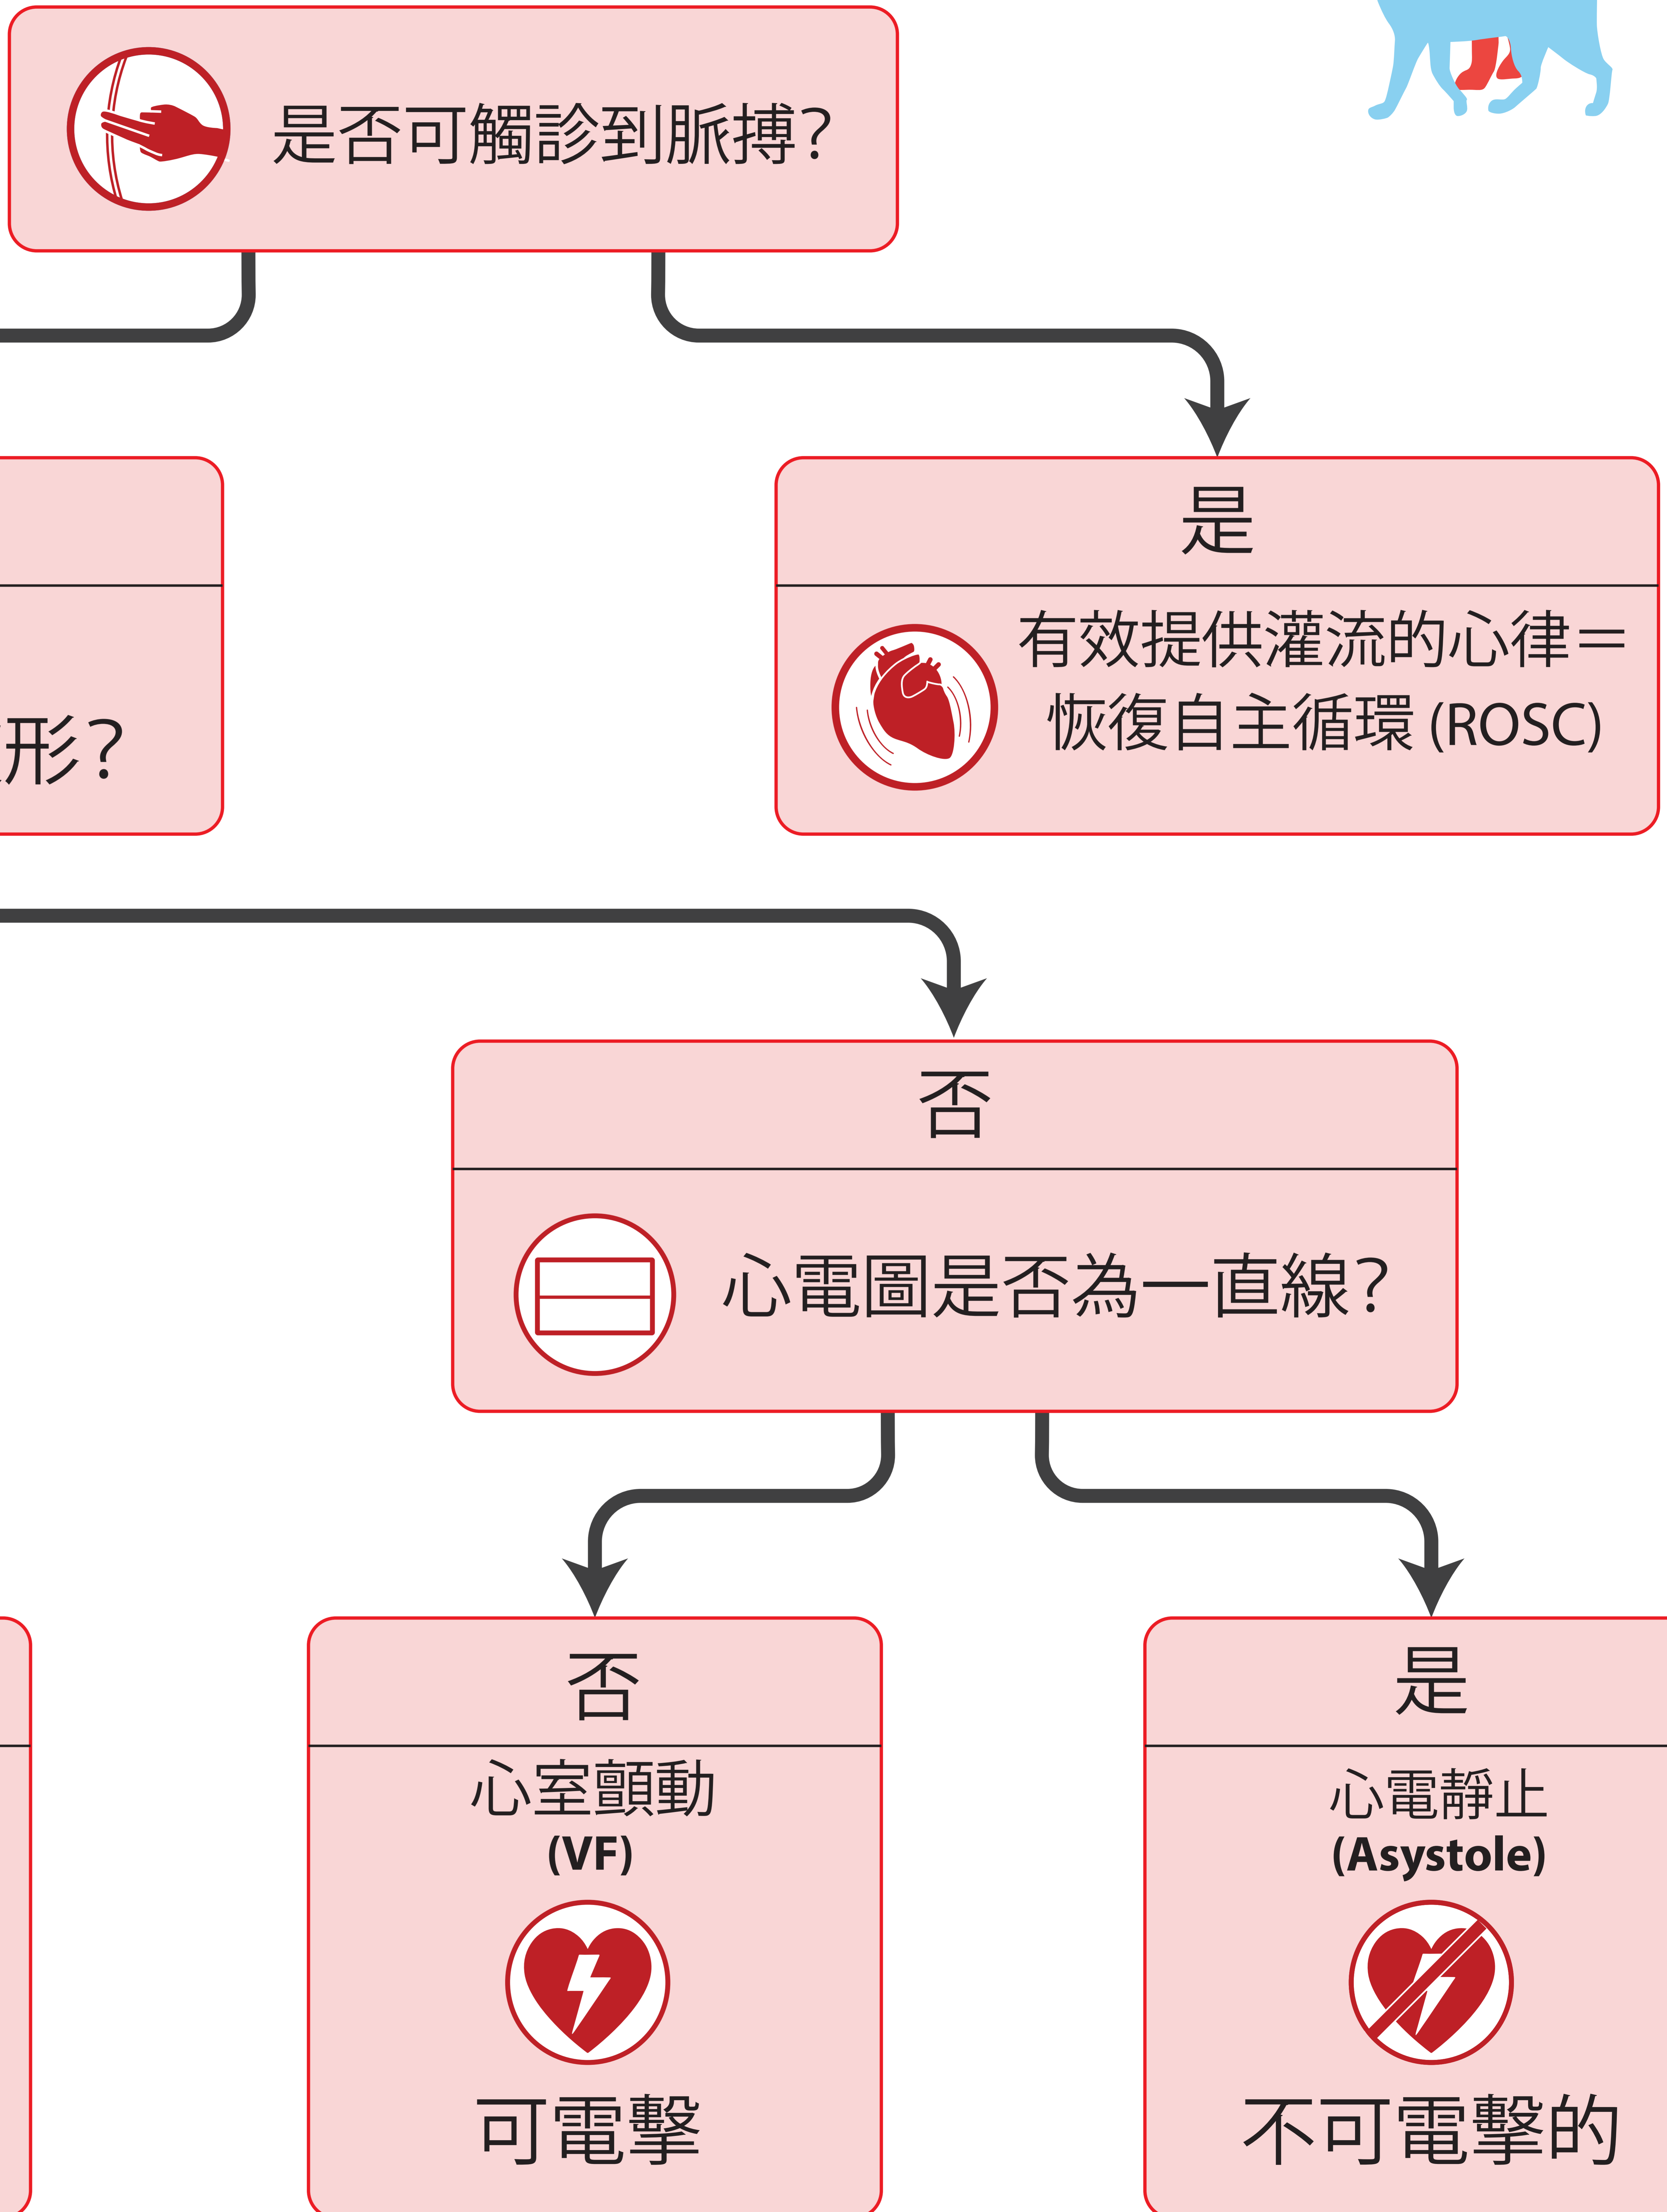 是否可觸診到脈搏？
是
有效提供灌流的心律＝
恢復自主循環 (ROSC)
形？
否
心電圖是否為一直線？
否
心室顫動
(VF)
可電擊
是
心電靜止
(Asystole)
不可電擊的